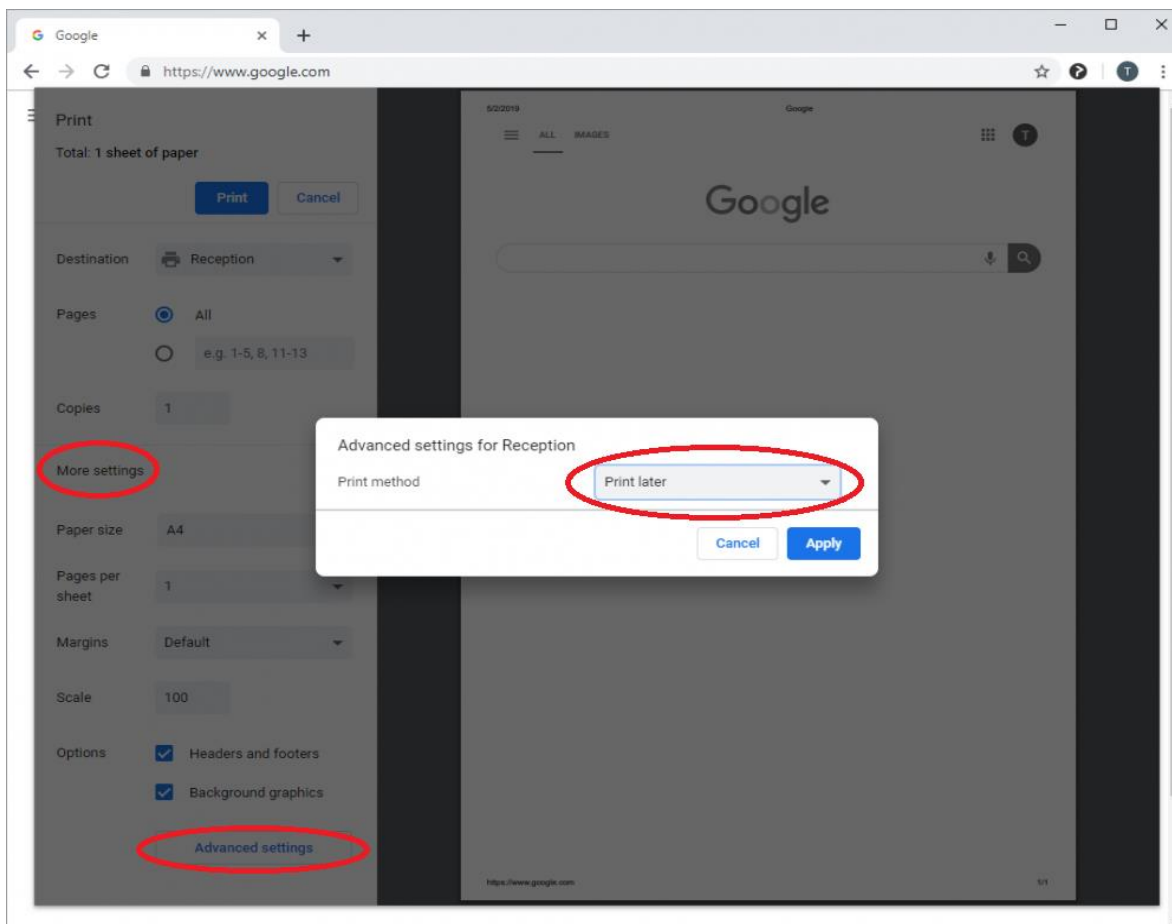 Google
https://www.google.com
Print
Total: 1 sheet of paper
Print Cancel
Destination Reception
Pages All
e.g. 1-5, 8, 11-13
Copies 1
More settings
Paper size A4
Pages per sheet 1
Margins Default
Scale 100
Options Headers and footers
Background graphics
Advanced settings
Advanced settings for Reception
Print method Print later
Cancel Apply
5/2/2019 Google
ALL IMAGES T
Google
https://www.google.com 1/1
T